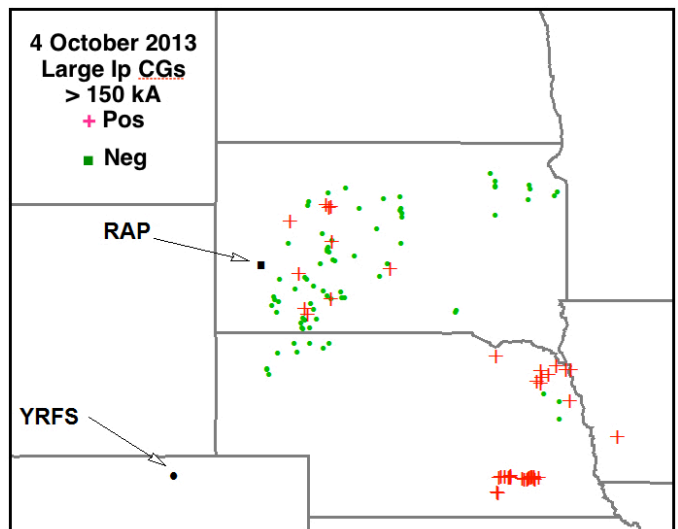 4 October 2013
Large Ip CGs
> 150 kA
+ Pos
Neg
RAP
YRFS